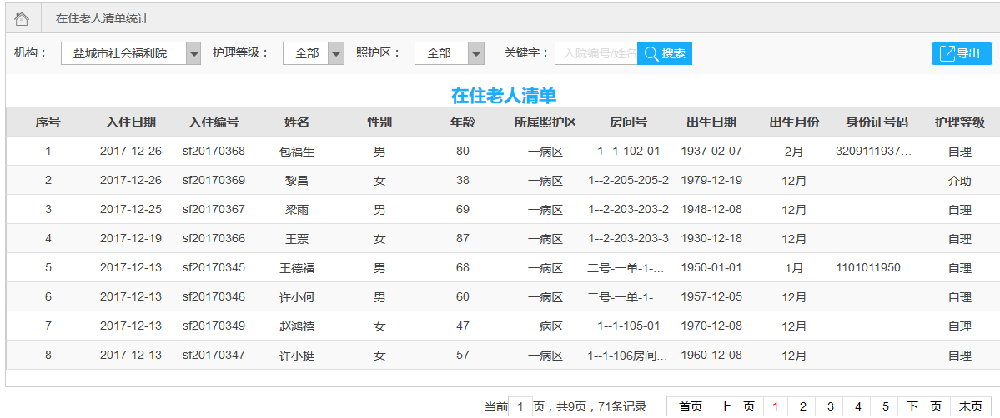 在住老人清单统计
机构： 盐城市社会福利院 护理等级： 全部 照护区： 全部 关键字： 入院编号/姓名 搜索 导出
在住老人清单
序号 入住日期 入住编号 姓名 性别 年龄 所属照护区 房间号 出生日期 出生月份 身份证号码 护理等级
1 2017-12-26 sf20170368 包福生 男 80 一病区 1--1-102-01 1937-02-07 2月 3209111937... 自理
2 2017-12-26 sf20170369 黎昌 女 38 一病区 1--2-205-205-2 1979-12-19 12月 介助
3 2017-12-25 sf20170367 梁雨 男 69 一病区 1--2-203-203-2 1948-12-08 12月 自理
4 2017-12-19 sf20170366 王票 女 87 一病区 1--2-203-203-3 1930-12-18 12月 自理
5 2017-12-13 sf20170345 王德福 男 68 一病区 二号-一单-1-... 1950-01-01 1月 1101011950... 自理
6 2017-12-13 sf20170346 许小何 男 60 一病区 二号-一单-1-... 1957-12-05 12月 自理
7 2017-12-13 sf20170349 赵鸿禧 女 47 一病区 1--1-105-01 1970-12-08 12月 自理
8 2017-12-13 sf20170347 许小挺 女 57 一病区 1--1-106房间... 1960-12-08 12月 自理
当前 1 页，共9页，71条记录 首页 上一页 1 2 3 4 5 下一页 末页